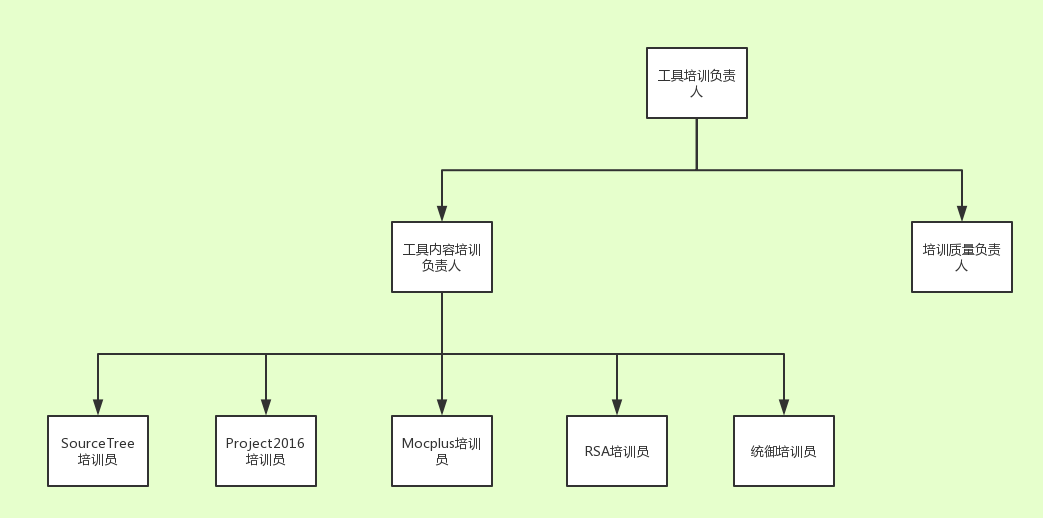 工具培训负责
人
工具内容培训
负责人
培训质量负责
人
SourceTree
培训员
Project2016
培训员
Mocplus培训
员
RSA培训员
统御培训员